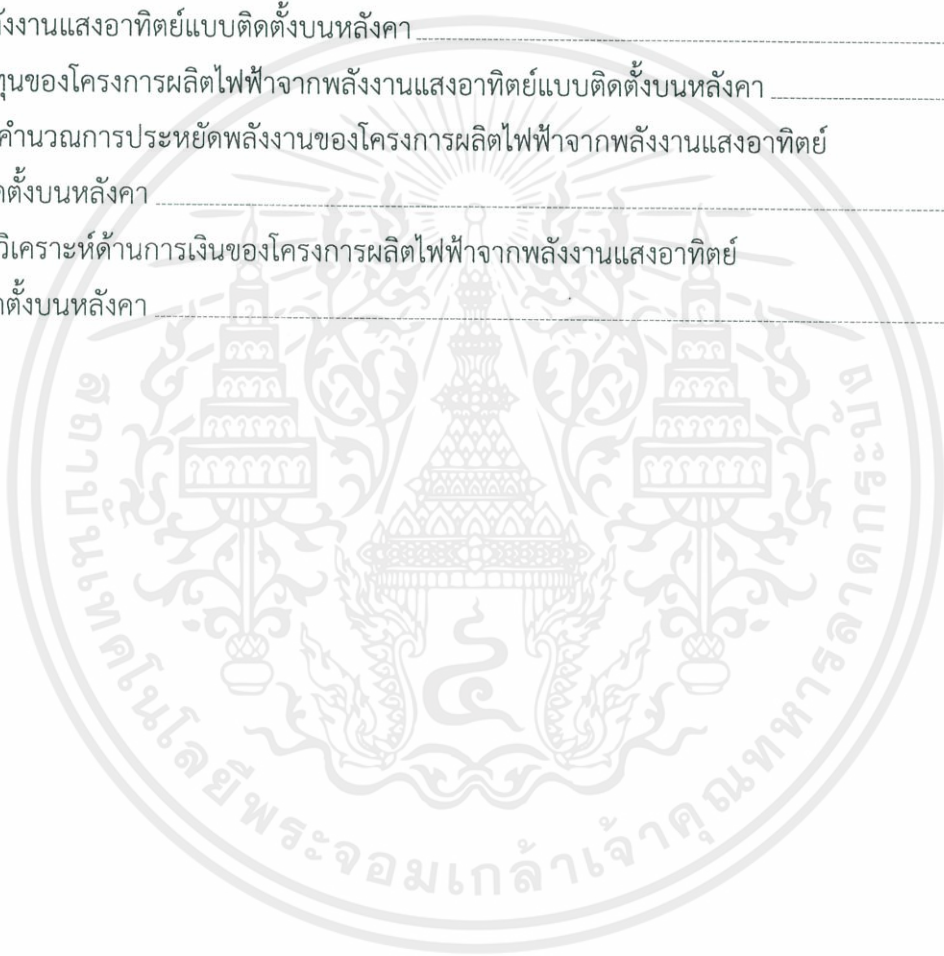 ังงานแสงอาทิตย์แบบติดตั้งบนหลังคา
ทุนของโครงการผลิตไฟฟ้าจากพลังงานแสงอาทิตย์แบบติดตั้งบนหลังคา
คำนวณการประหยัดพลังงานของโครงการผลิตไฟฟ้าจากพลังงานแสงอาทิตย์
ดตั้งบนหลังคา
วิเคราะห์ด้านการเงินของโครงการผลิตไฟฟ้าจากพลังงานแสงอาทิตย์
ดตั้งบนหลังคา
สถาบันเทคโนโลยีพระจอมเกล้าเจ้าคุณทหารลาดกระบัง